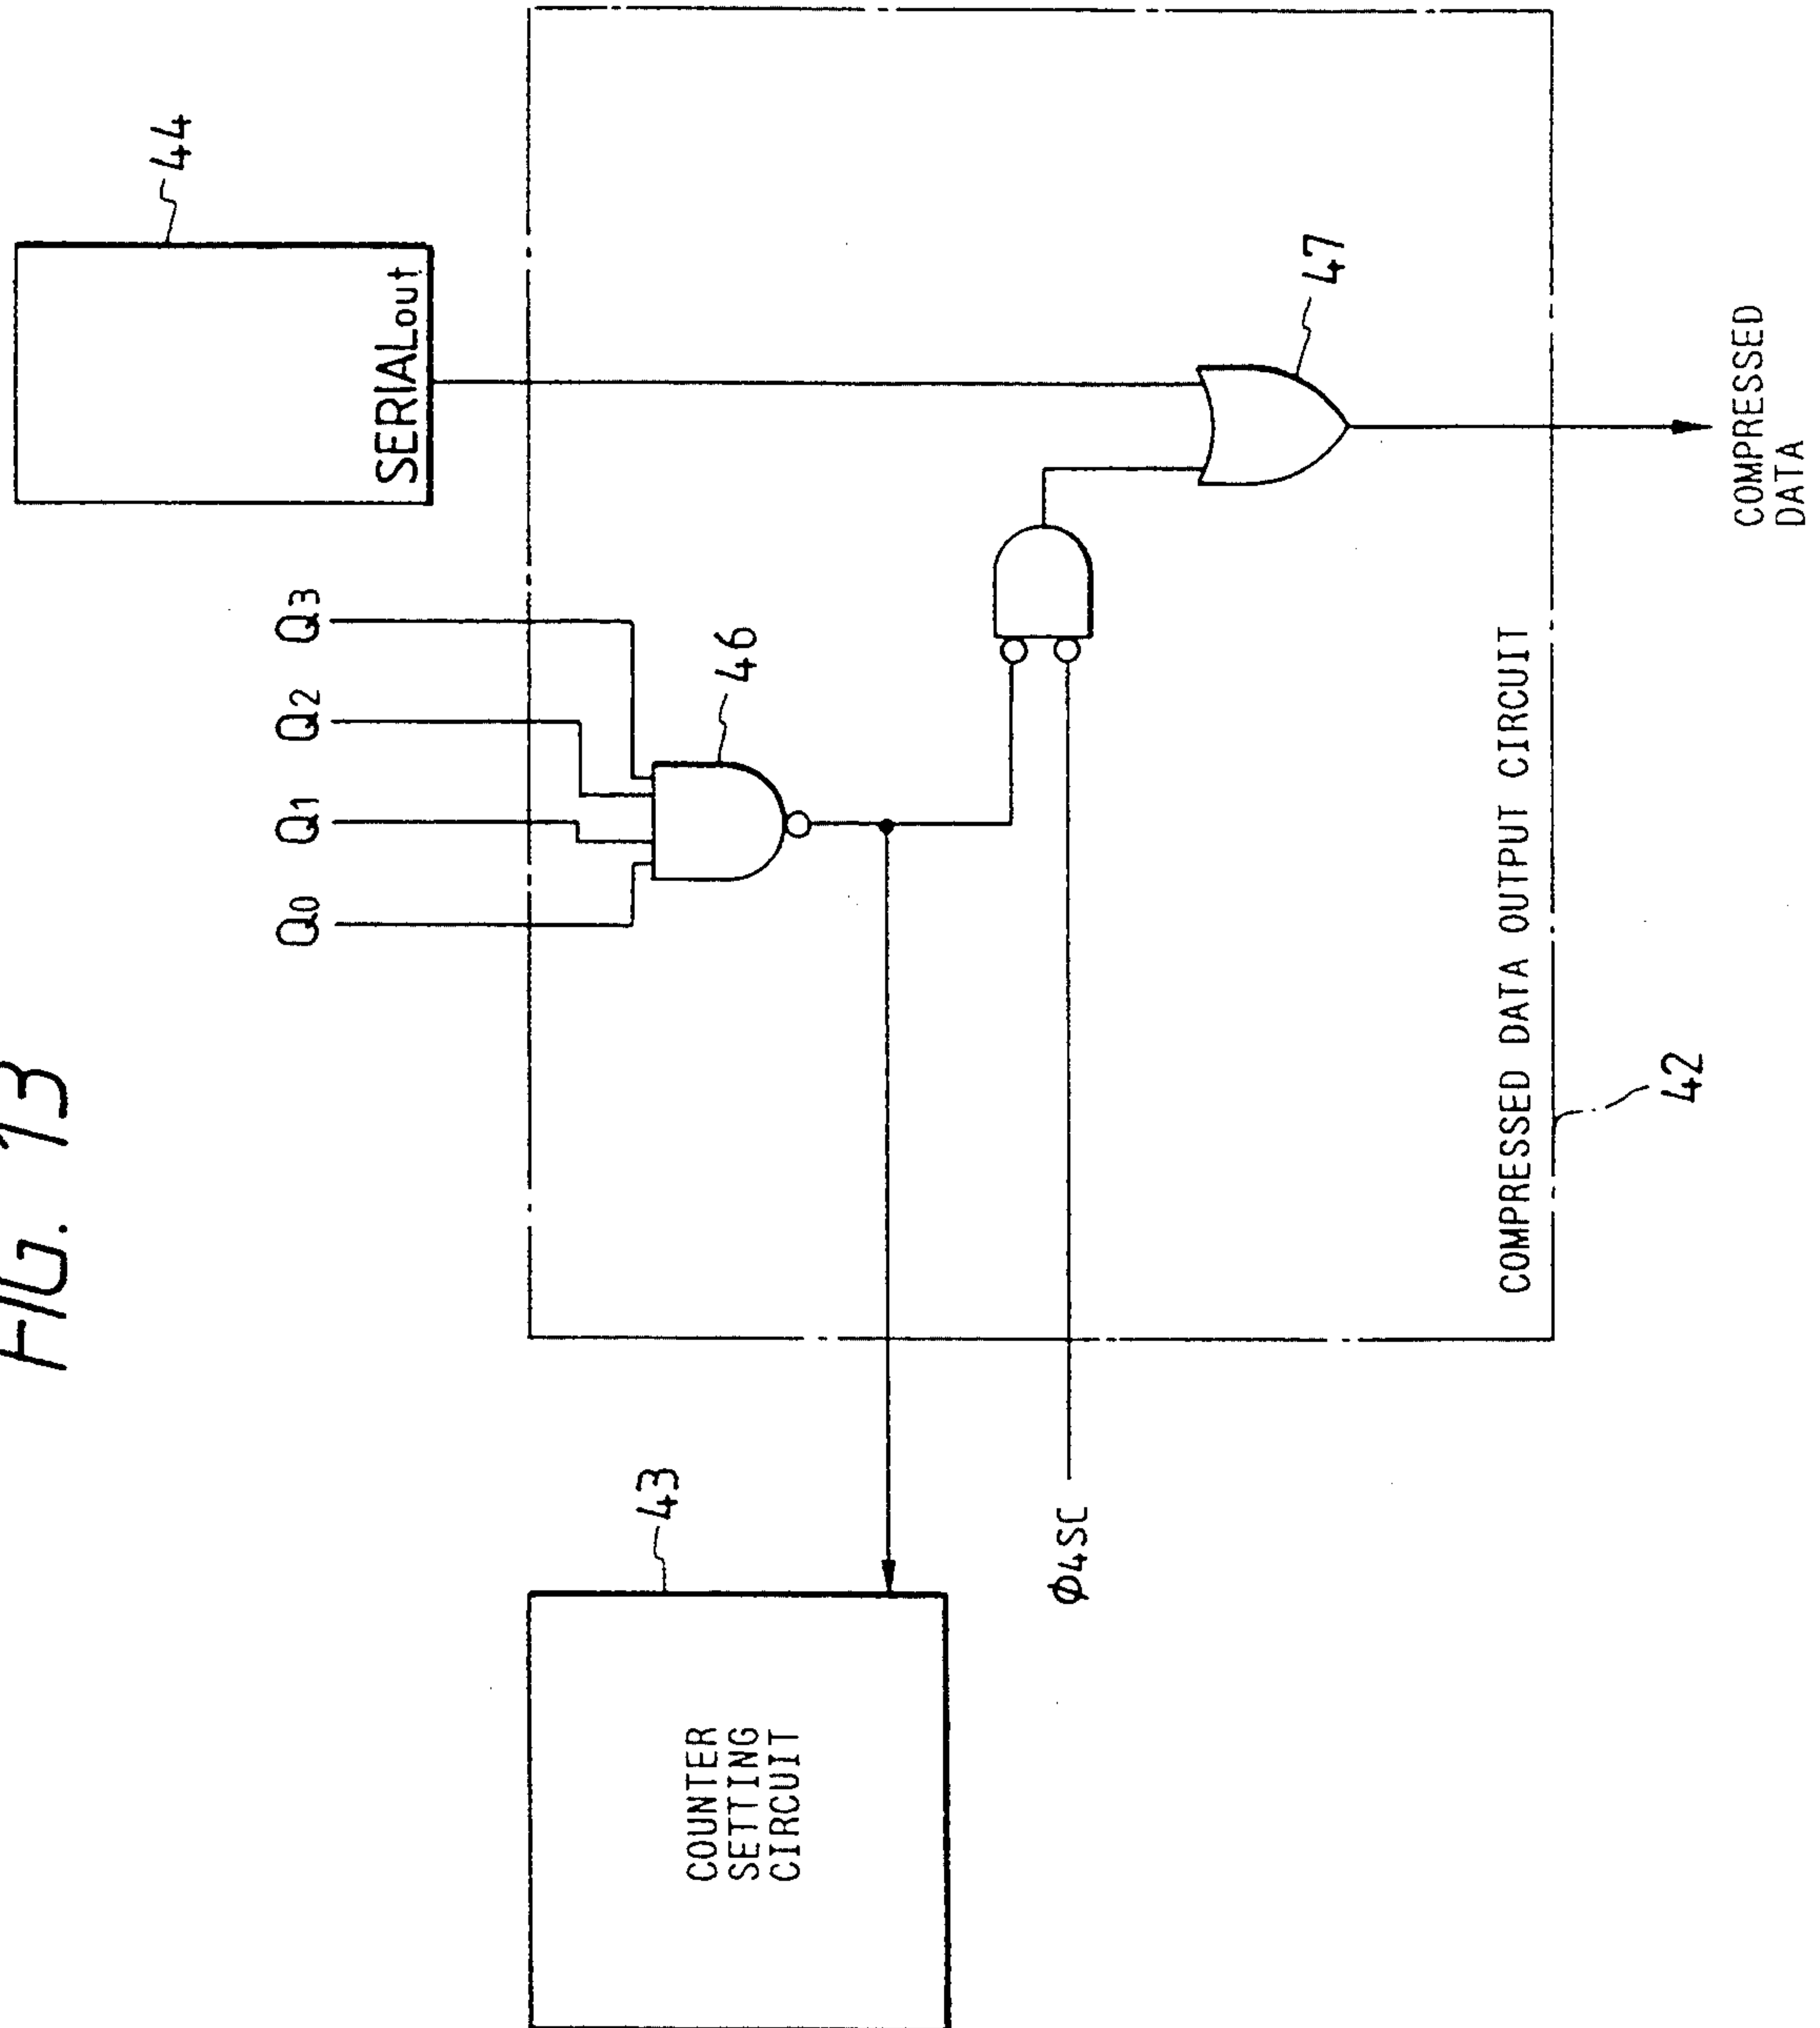 FIG. 13
44
SERIALout
Q0 Q1 Q2 Q3
46
47
43
COUNTER
SETTING
CIRCUIT
Φ4SC
COMPRESSED DATA OUTPUT CIRCUIT
42
COMPRESSED
DATA